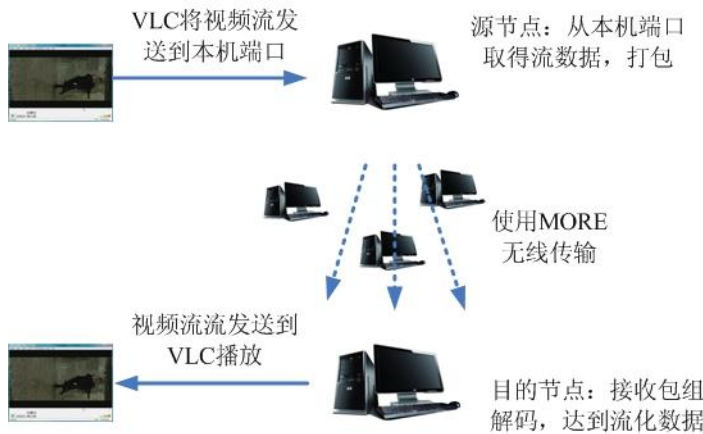 VLC将视频流发
送到本机端口
源节点：从本机端口
取得流数据，打包
使用MORE
无线传输
视频流流发送到
VLC播放
目的节点：接收包组
解码，达到流化数据